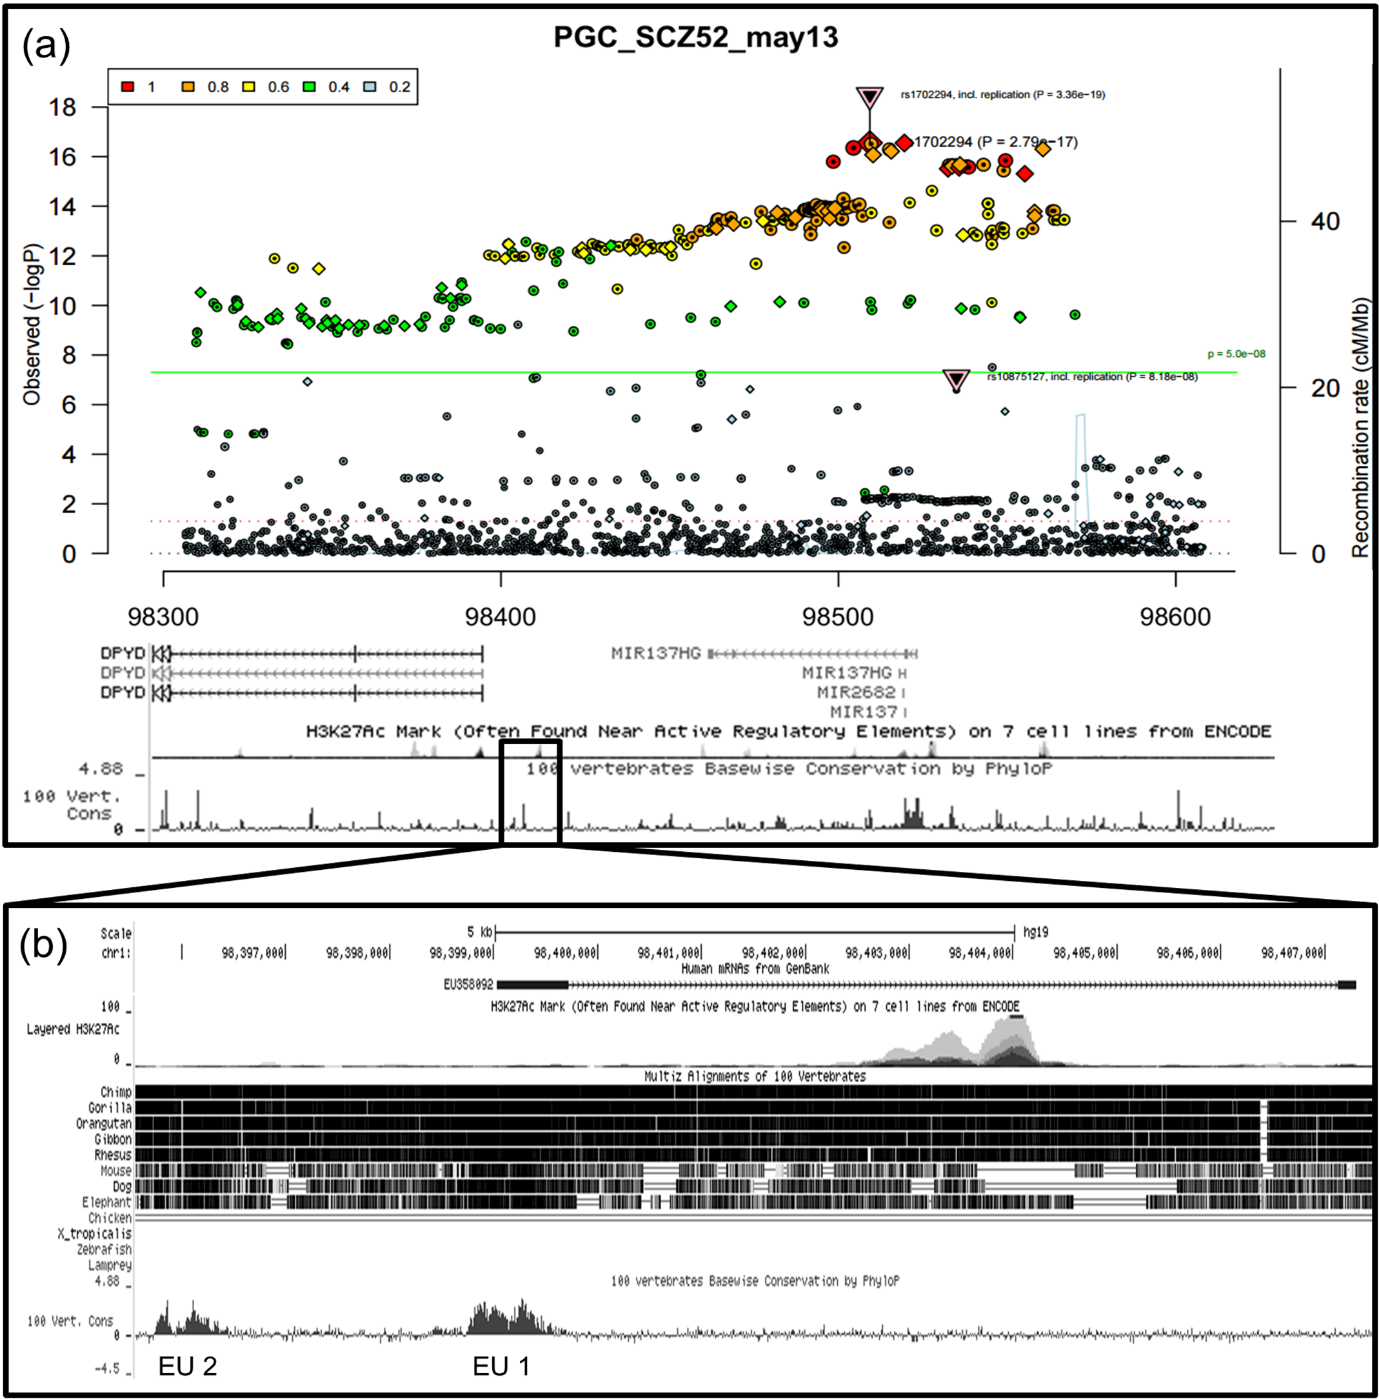 (a)
PGC_SCZ52_may13
1 0.8 0.6 0.4 0.2
rs1702294, incl. replication (P = 3.36e−19)
1702294 (P = 2.79e−17)
p = 5.0e−08
rs10875127, incl. replication (P = 8.18e−08)
Observed (−logP)
18
16
14
12
10
8
6
4
2
0
Recombination rate (cM/Mb)
40
20
0
98300 98400 98500 98600
DPYD MIR137HG
DPYD MIR137HG
DPYD MIR2682
MIR137
H3K27Ac Mark (Often Found Near Active Regulatory Elements) on 7 cell lines from ENCODE
4.88 _ 100 vertebrates Basewise Conservation by PhyloP
100 Vert.
Cons
0 _
(b)
Scale 5 kb hg19
chr1: 98,397,000 98,398,000 98,399,000 98,400,000 98,401,000 98,402,000 98,403,000 98,404,000 98,405,000 98,406,000 98,407,000
Human mRNAs from GenBank
EU358092
H3K27Ac Mark (Often Found Near Active Regulatory Elements) on 7 cell lines from ENCODE
100 _
Layered H3K27Ac
0 _
Multiz Alignments of 100 Vertebrates
Chimp
Gorilla
Orangutan
Gibbon
Rhesus
Mouse
Dog
Elephant
Chicken
X_tropicalis
Zebrafish
Lamprey
4.88 _ 100 vertebrates Basewise Conservation by PhyloP
100 Vert. Cons
0 _
-4.5 _
EU 2 EU 1